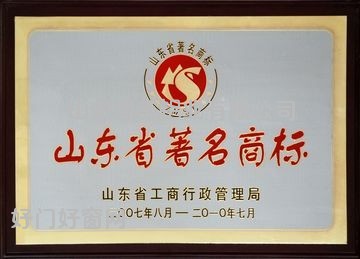 山东省著名商标
山东省著名商标
山东省工商行政管理局
二〇〇七年八月一二〇一〇年七月
好门好窗网